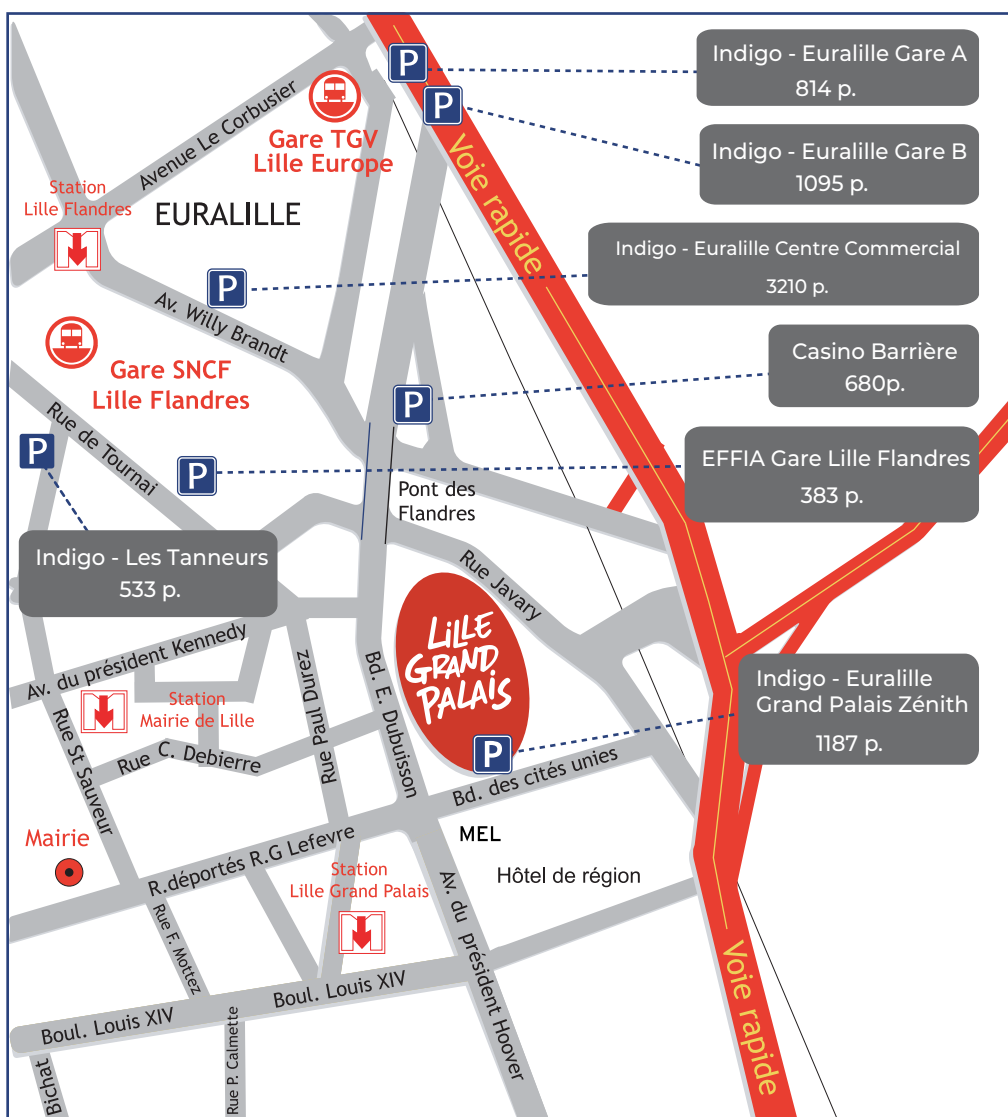 Indigo - Euralille Gare A
814 p.
P
P
Avenue Le Corbusier
Gare TGV
Lille Europe
Indigo - Euralille Gare B
1095 p.
Voie rapide
Station
Lille Flandres
EURALILLE
Indigo - Euralille Centre Commercial
3210 p.
P
Av. Willy Brandt
Gare SNCF
Lille Flandres
Casino Barrière
680p.
P
Rue de Tournai
P
P
EFFIA Gare Lille Flandres
383 p.
Pont des
Flandres
Indigo - Les Tanneurs
533 p.
Rue Javary
LILLE
GRAND
PALAIS
Av. du président Kennedy
Bd. E. Dubuisson
Rue Paul Durez
Station
Mairie de Lille
Indigo - Euralille
Grand Palais Zénith
1187 p.
P
Rue St Sauveur
Rue C. Debierre
Bd. des cités unies
Mairie
MEL
R.déportés R.G Lefevre
Station
Lille Grand Palais
Hôtel de région
Rue F. Mottez
Av. du président Hoover
Voie rapide
Boul. Louis XIV
Boul. Louis XIV
Bichat
Rue P. Calmette